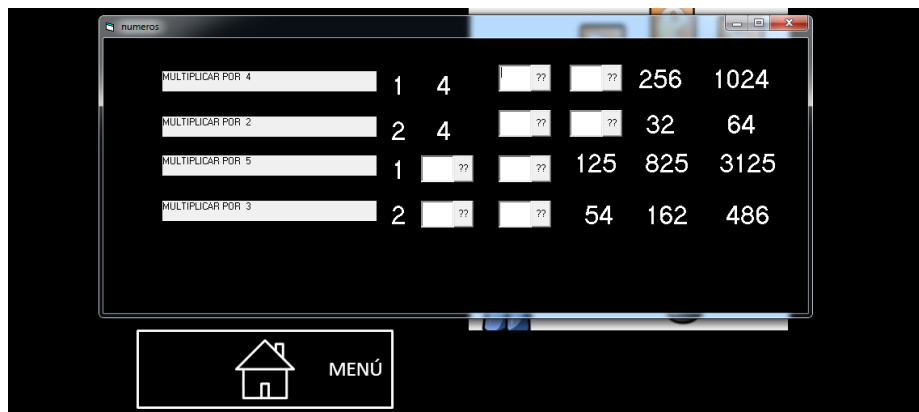 numeros
MULTIPLICAR POR 4 1 4 ?? ?? 256 1024
MULTIPLICAR POR 2 2 4 ?? ?? 32 64
MULTIPLICAR POR 5 1 ?? ?? 125 825 3125
MULTIPLICAR POR 3 2 ?? ?? 54 162 486
MENÚ